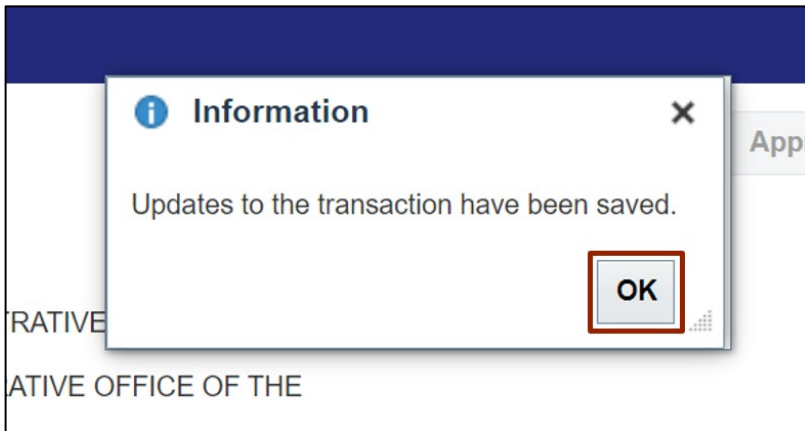 Information
App
Updates to the transaction have been saved.
OK
TRATIVE
ATIVE OFFICE OF THE